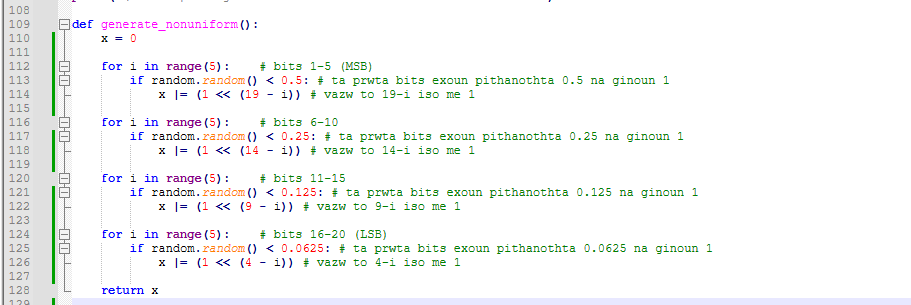 108
109 def generate_nonuniform():
110 x = 0
111
112 for i in range(5): # bits 1-5 (MSB)
113 if random.random() < 0.5: # ta prwta bits exoun pithanothta 0.5 na ginoun 1
114 x |= (1 << (19 - i)) # vazw to 19-i iso me 1
115
116 for i in range(5): # bits 6-10
117 if random.random() < 0.25: # ta prwta bits exoun pithanothta 0.25 na ginoun 1
118 x |= (1 << (14 - i)) # vazw to 14-i iso me 1
119
120 for i in range(5): # bits 11-15
121 if random.random() < 0.125: # ta prwta bits exoun pithanothta 0.125 na ginoun 1
122 x |= (1 << (9 - i)) # vazw to 9-i iso me 1
123
124 for i in range(5): # bits 16-20 (LSB)
125 if random.random() < 0.0625: # ta prwta bits exoun pithanothta 0.0625 na ginoun 1
126 x |= (1 << (4 - i)) # vazw to 4-i iso me 1
127
128 return x
129